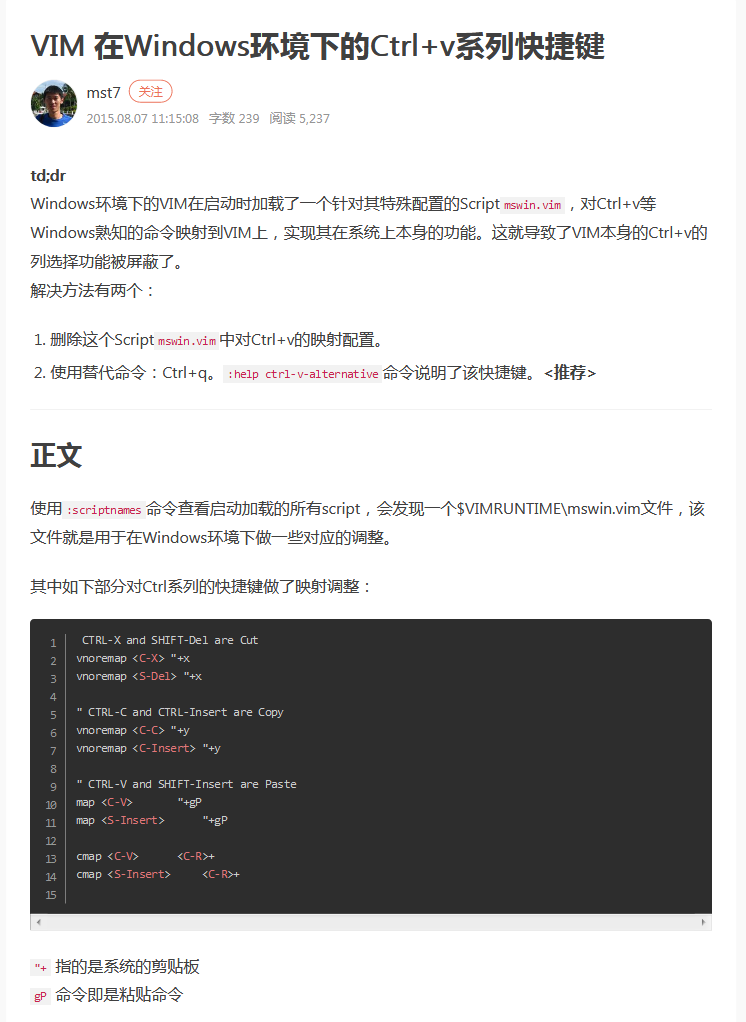 VIM 在Windows环境下的Ctrl+v系列快捷键
mst7 关注
2015.08.07 11:15:08 字数 239 阅读 5,237
td;dr
Windows环境下的VIM在启动时加载了一个针对其特殊配置的Script mswin.vim ，对Ctrl+v等
Windows熟知的命令映射到VIM上，实现其在系统上本身的功能。这就导致了VIM本身的Ctrl+v的
列选择功能被屏蔽了。
解决方法有两个：
1. 删除这个Script mswin.vim 中对Ctrl+v的映射配置。
2. 使用替代命令：Ctrl+q。 :help ctrl-v-alternative 命令说明了该快捷键。 <推荐>
正文
使用 :scriptnames 命令查看启动加载的所有script，会发现一个$VIMRUNTIME\mswin.vim文件，该
文件就是用于在Windows环境下做一些对应的调整。
其中如下部分对Ctrl系列的快捷键做了映射调整：
1 CTRL-X and SHIFT-Del are Cut
2 vnoremap <C-X> "+x
3 vnoremap <S-Del> "+x
4
5 " CTRL-C and CTRL-Insert are Copy
6 vnoremap <C-C> "+y
7 vnoremap <C-Insert> "+y
8
9 " CTRL-V and SHIFT-Insert are Paste
10 map <C-V> "+gP
11 map <S-Insert> "+gP
12
13 cmap <C-V> <C-R>+
14 cmap <S-Insert> <C-R>+
15
"+ 指的是系统的剪贴板
gP 命令即是粘贴命令